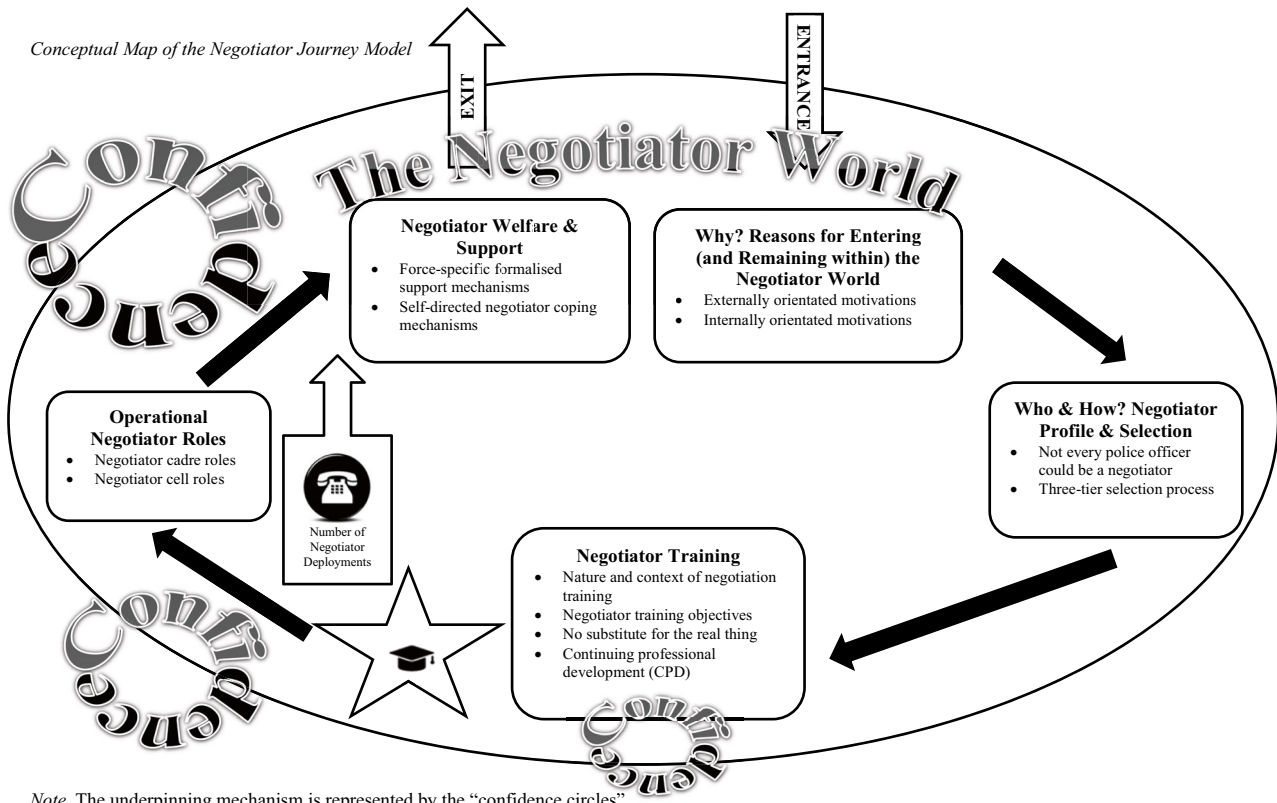 Conceptual Map of the Negotiator Journey Model
EXIT
ENTRANCE
The Negotiator World
Confidence
Negotiator Welfare &
Support
• Force-specific formalised
support mechanisms
• Self-directed negotiator coping
mechanisms
Why? Reasons for Entering
(and Remaining within) the
Negotiator World
• Externally orientated motivations
• Internally orientated motivations
Who & How? Negotiator
Profile & Selection
• Not every police officer
could be a negotiator
• Three-tier selection process
Negotiator Training
• Nature and context of negotiation
training
• Negotiator training objectives
• No substitute for the real thing
• Continuing professional
development (CPD)
Confidence
Operational
Negotiator Roles
• Negotiator cadre roles
• Negotiator cell roles
Number of
Negotiator
Deployments
Confidence
Note. The underpinning mechanism is represented by the “confidence circles”